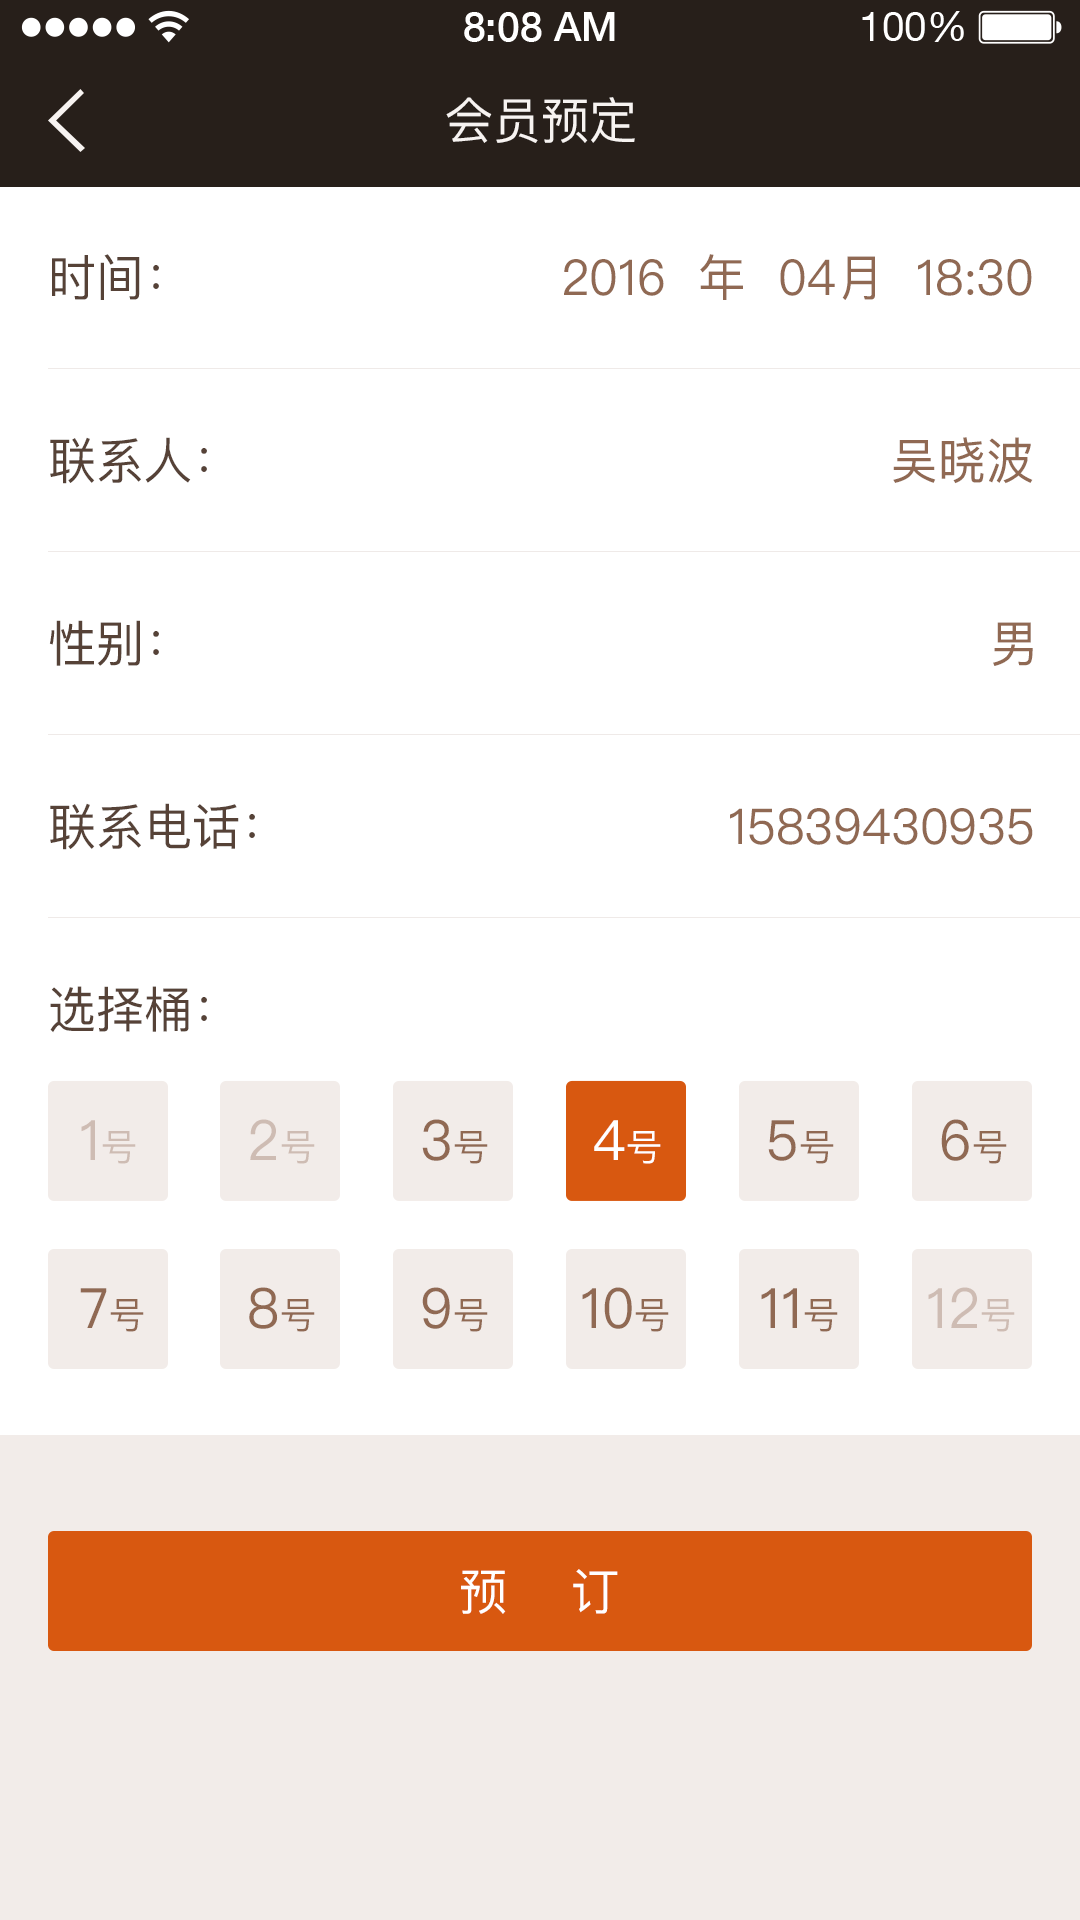 8:08 AM 100%
会员预定
时间： 2016 年 04月 18:30
联系人： 吴晓波
性别： 男
联系电话： 15839430935
选择桶：
1号 2号 3号 4号 5号 6号
7号 8号 9号 10号 11号 12号
预 订